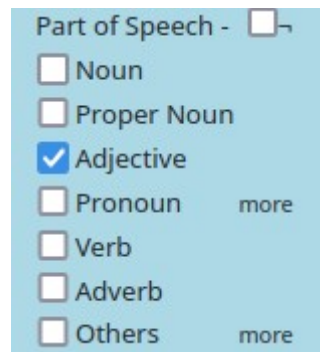 Part of Speech - ¬
Noun
Proper Noun
Adjective
Pronoun more
Verb
Adverb
Others more